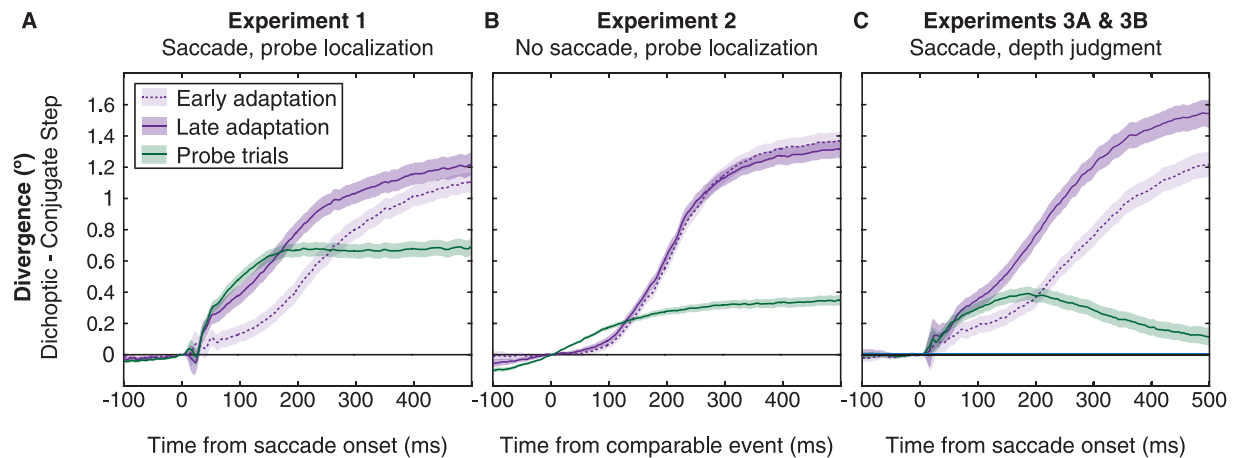 A
Experiment 1
Saccade, probe localization
B
Experiment 2
No saccade, probe localization
C
Experiments 3A & 3B
Saccade, depth judgment
Divergence (°)
Dichoptic - Conjugate Step
1.6
1.4
1.2
1
0.8
0.6
0.4
0.2
0
Early adaptation
Late adaptation
Probe trials
-100 0 100 200 300 400
-100 0 100 200 300 400
-100 0 100 200 300 400 500
Time from saccade onset (ms)
Time from comparable event (ms)
Time from saccade onset (ms)